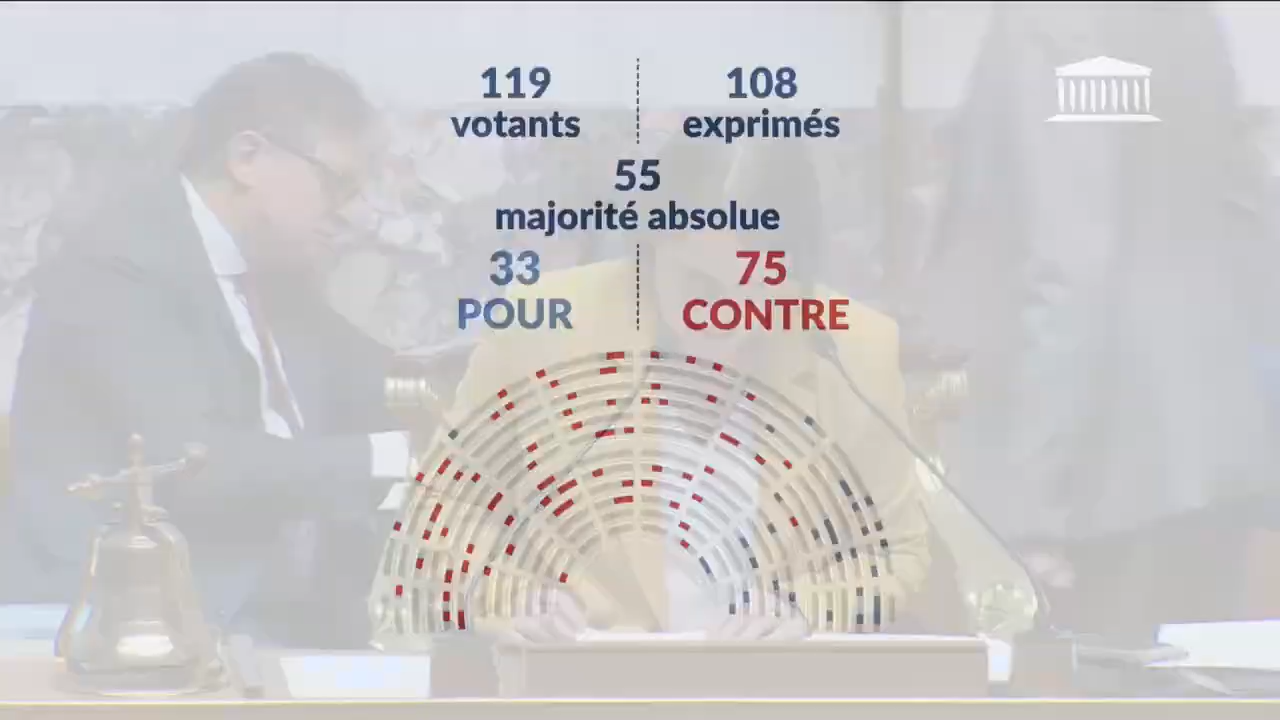 119 108
votants exprimés
55
majorité absolue
33 75
POUR CONTRE